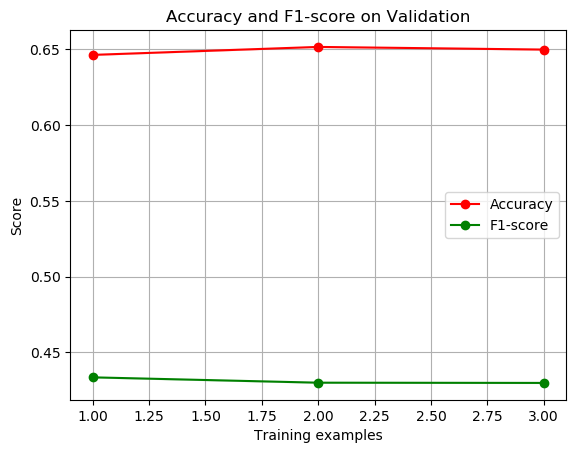 Accuracy and F1-score on Validation
0.65
0.60
0.55
0.50
0.45
Score
Accuracy
F1-score
1.00 1.25 1.50 1.75 2.00 2.25 2.50 2.75 3.00
Training examples